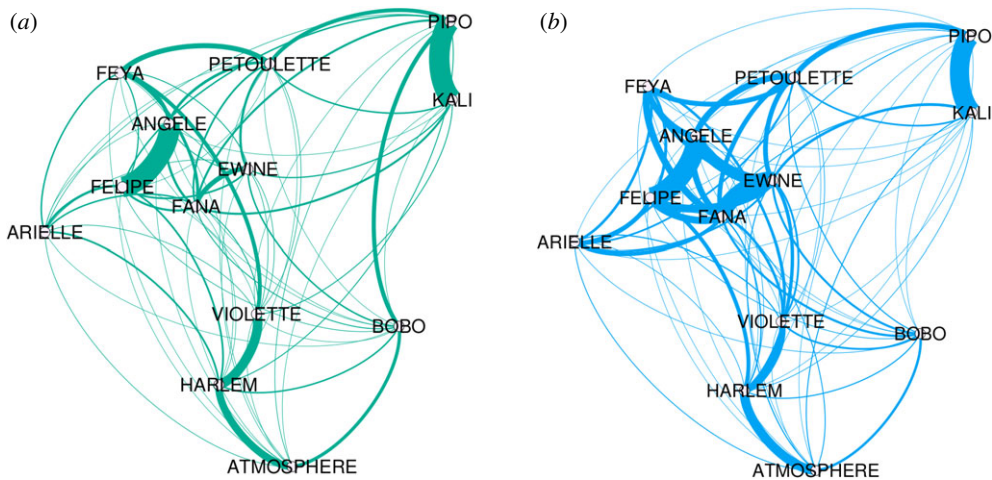 (a)
PIPO
PETOULETTE
FEYA
KALI
ANGELE
EWINE
FELIPE
FANA
ARIELLE
VIOLETTE
BOBO
HARLEM
ATMOSPHERE
(b)
PIPO
PETOULETTE
FEYA
KALI
ANGELE
EWINE
FELIPE
FANA
ARIELLE
VIOLETTE
BOBO
HARLEM
ATMOSPHERE